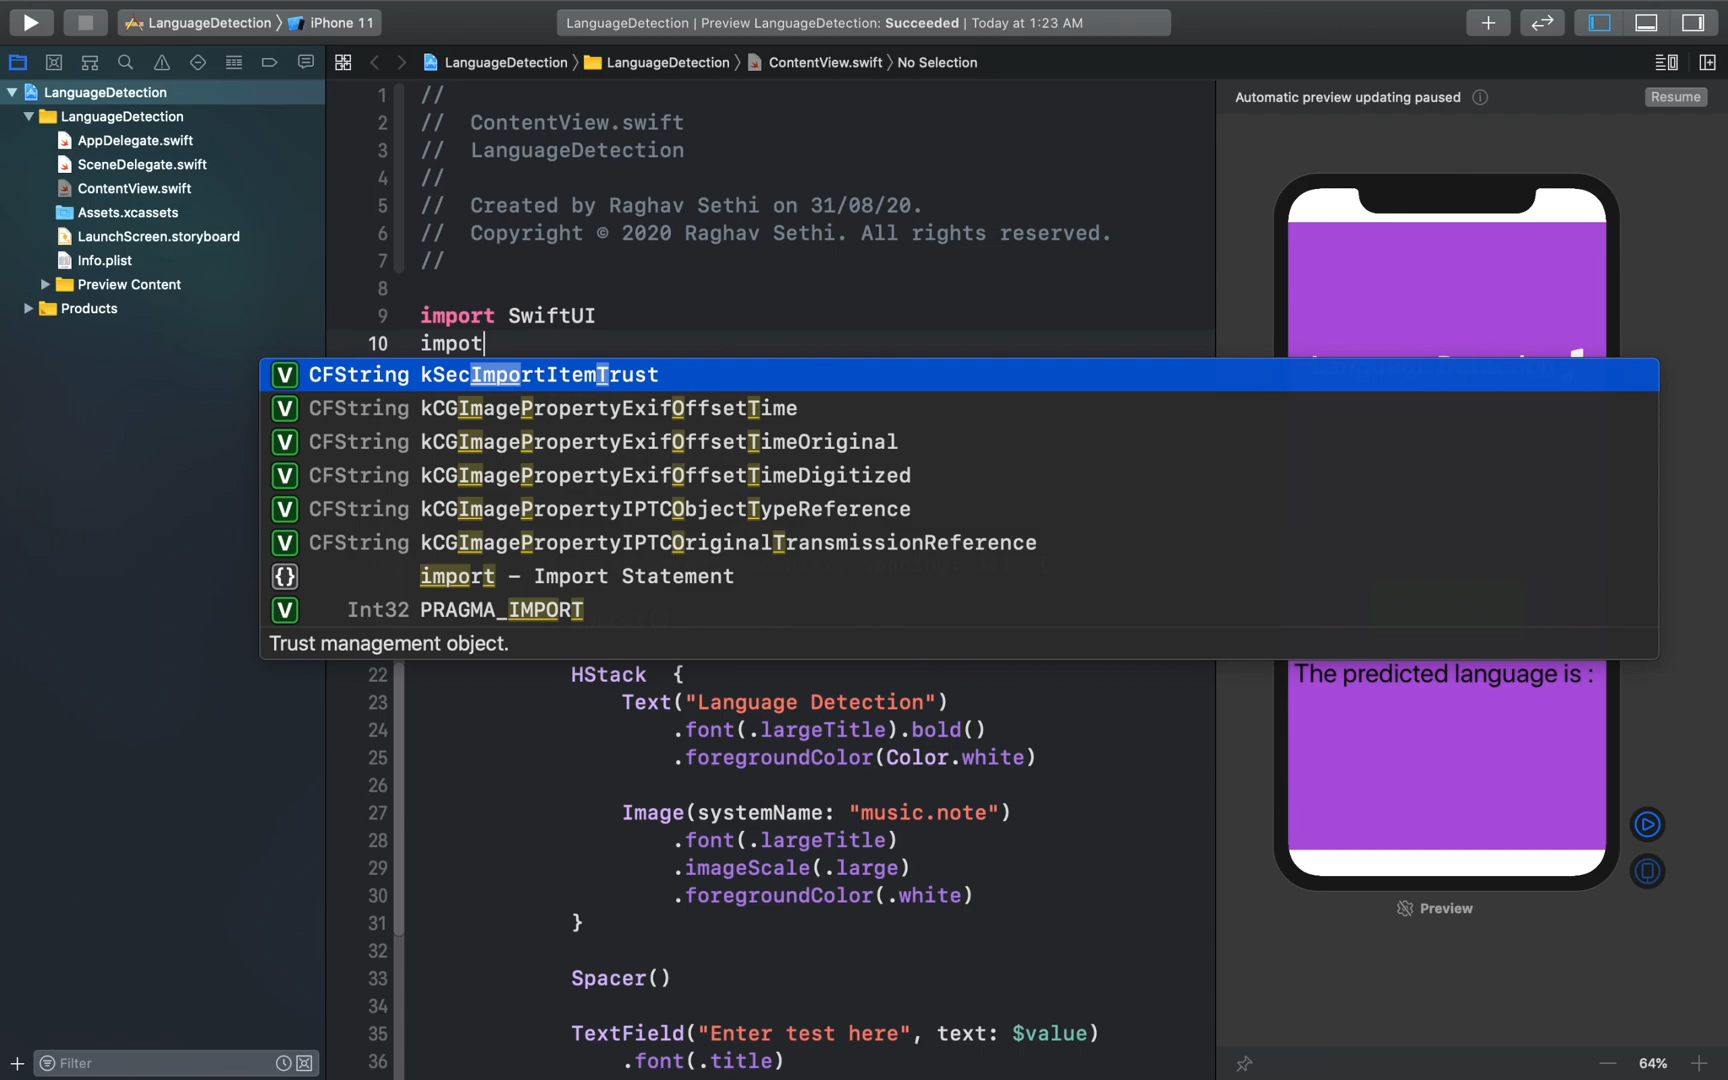 LanguageDetection 〉 iPhone 11
LanguageDetection | Preview LanguageDetection: Succeeded | Today at 1:23 AM
LanguageDetection 〉 LanguageDetection 〉 ContentView.swift 〉 No Selection
LanguageDetection
LanguageDetection
AppDelegate.swift
SceneDelegate.swift
ContentView.swift
Assets.xcassets
LaunchScreen.storyboard
Info.plist
Preview Content
Products
Filter
1 //
2 //  ContentView.swift
3 //  LanguageDetection
4 //
5 //  Created by Raghav Sethi on 31/08/20.
6 //  Copyright © 2020 Raghav Sethi. All rights reserved.
7 //
8
9 import SwiftUI
10 impot
V CFString kSecImportItemTrust
V CFString kCGImagePropertyExifOffsetTime
V CFString kCGImagePropertyExifOffsetTimeOriginal
V CFString kCGImagePropertyExifOffsetTimeDigitized
V CFString kCGImagePropertyIPTCObjectTypeReference
V CFString kCGImagePropertyIPTCOriginalTransmissionReference
{} import – Import Statement
V Int32 PRAGMA_IMPORT
Trust management object.
22 HStack  {
23 Text("Language Detection")
24 .font(.largeTitle).bold()
25 .foregroundColor(Color.white)
26
27 Image(systemName: "music.note")
28 .font(.largeTitle)
29 .imageScale(.large)
30 .foregroundColor(.white)
31 }
32
33 Spacer()
34
35 TextField("Enter test here", text: $value)
36 .font(.title)
Automatic preview updating paused
Resume
The predicted language is :
Preview
64%